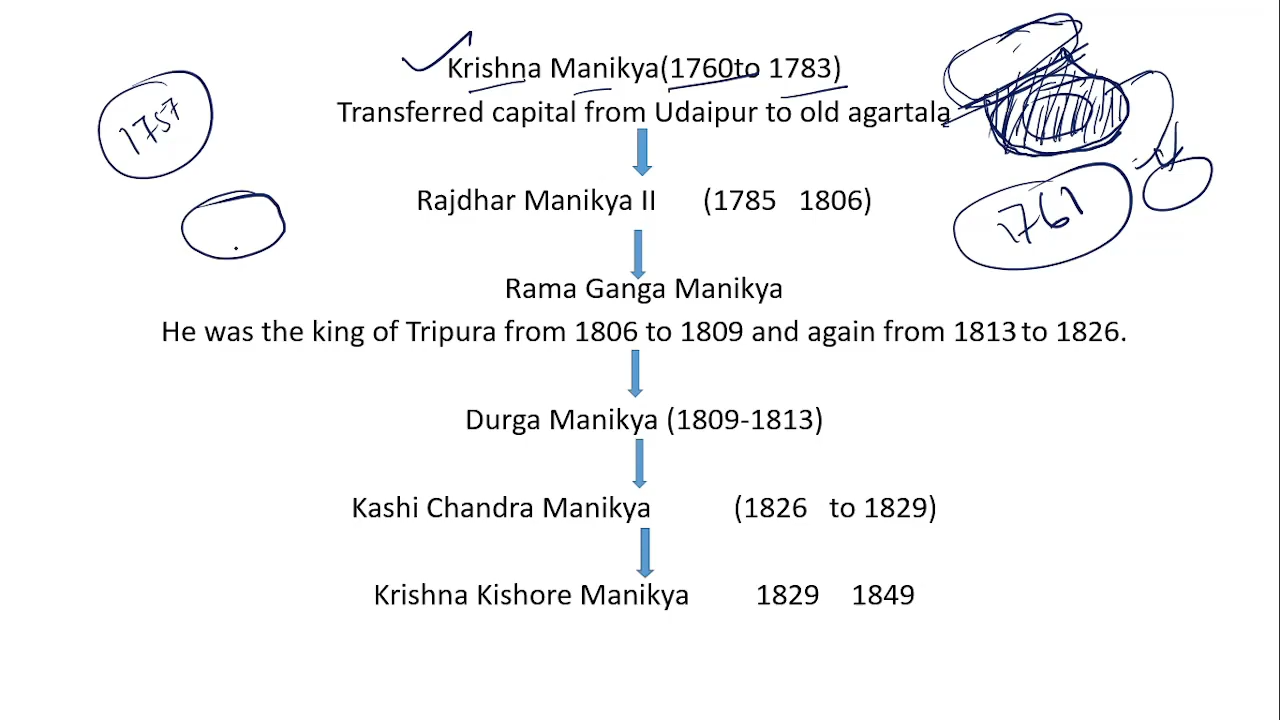 Krishna Manikya(1760to 1783)
1757
Transferred capital from Udaipur to old agartala
Rajdhar Manikya II (1785 1806)
1761
Rama Ganga Manikya
He was the king of Tripura from 1806 to 1809 and again from 1813 to 1826.
Durga Manikya (1809-1813)
Kashi Chandra Manikya (1826 to 1829)
Krishna Kishore Manikya 1829 1849